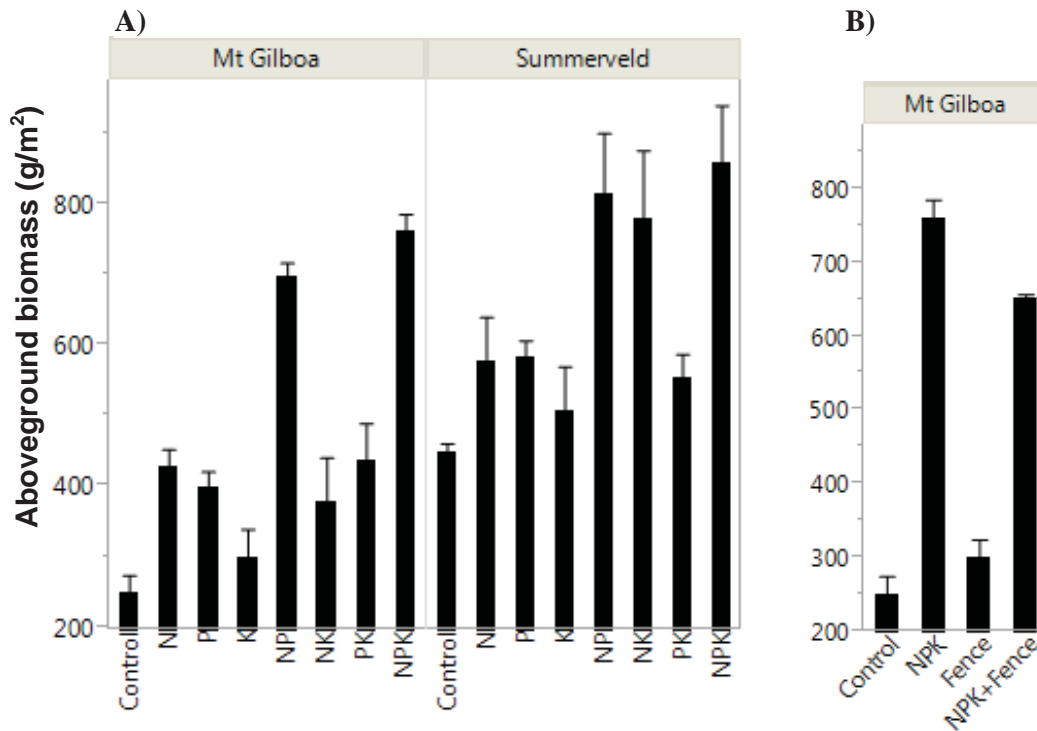 A)
B)
Mt Gilboa
Summerveld
Mt Gilboa
Aboveground biomass (g/m²)
800
600
400
200
Control
N
P
K
NP
NK
PK
NPK
Control
N
P
K
NP
NK
PK
NPK
800
700
600
500
400
300
200
Control
NPK
Fence
NPK+Fence